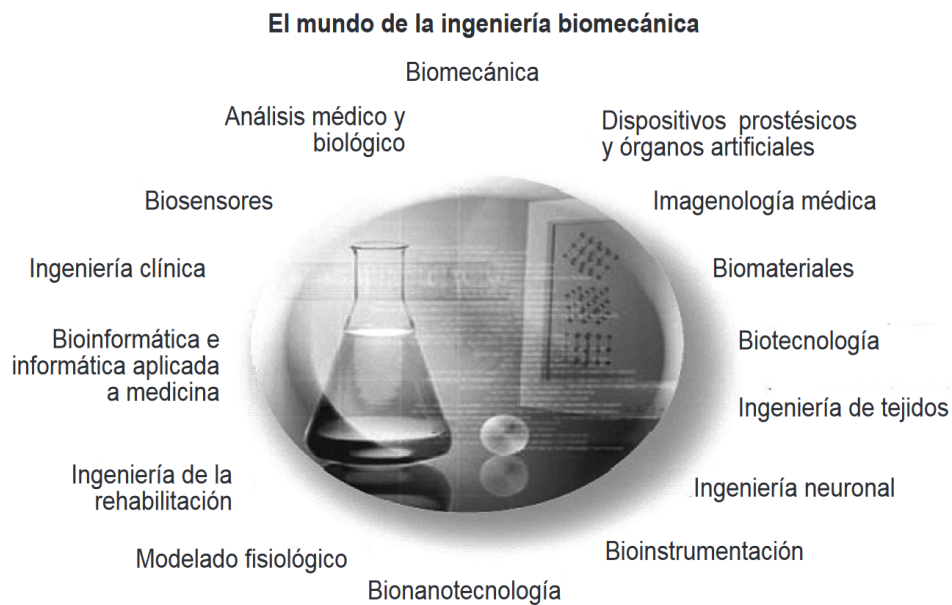 El mundo de la ingeniería biomecánica
Biomecánica
Análisis médico y
biológico
Dispositivos prostésicos
y órganos artificiales
Biosensores
Imagenología médica
Ingeniería clínica
Biomateriales
Bioinformática e
informática aplicada
a medicina
Biotecnología
Ingeniería de tejidos
Ingeniería de la
rehabilitación
Ingeniería neuronal
Modelado fisiológico
Bioinstrumentación
Bionanotecnología